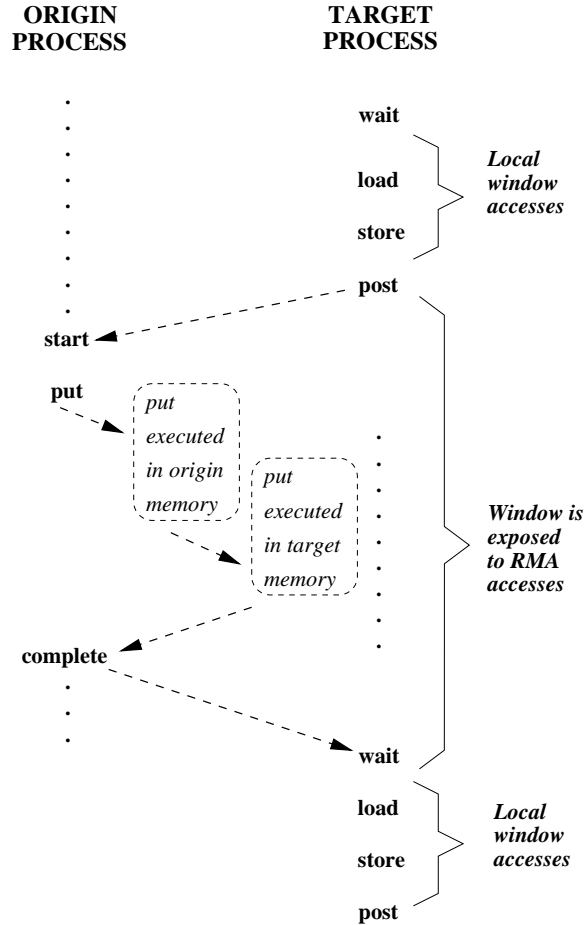 ORIGIN
PROCESS
TARGET
PROCESS
wait
load
store
Local
window
accesses
post
start
put
put
executed
in origin
memory
put
executed
in target
memory
Window is
exposed
to RMA
accesses
complete
wait
load
store
post
Local
window
accesses